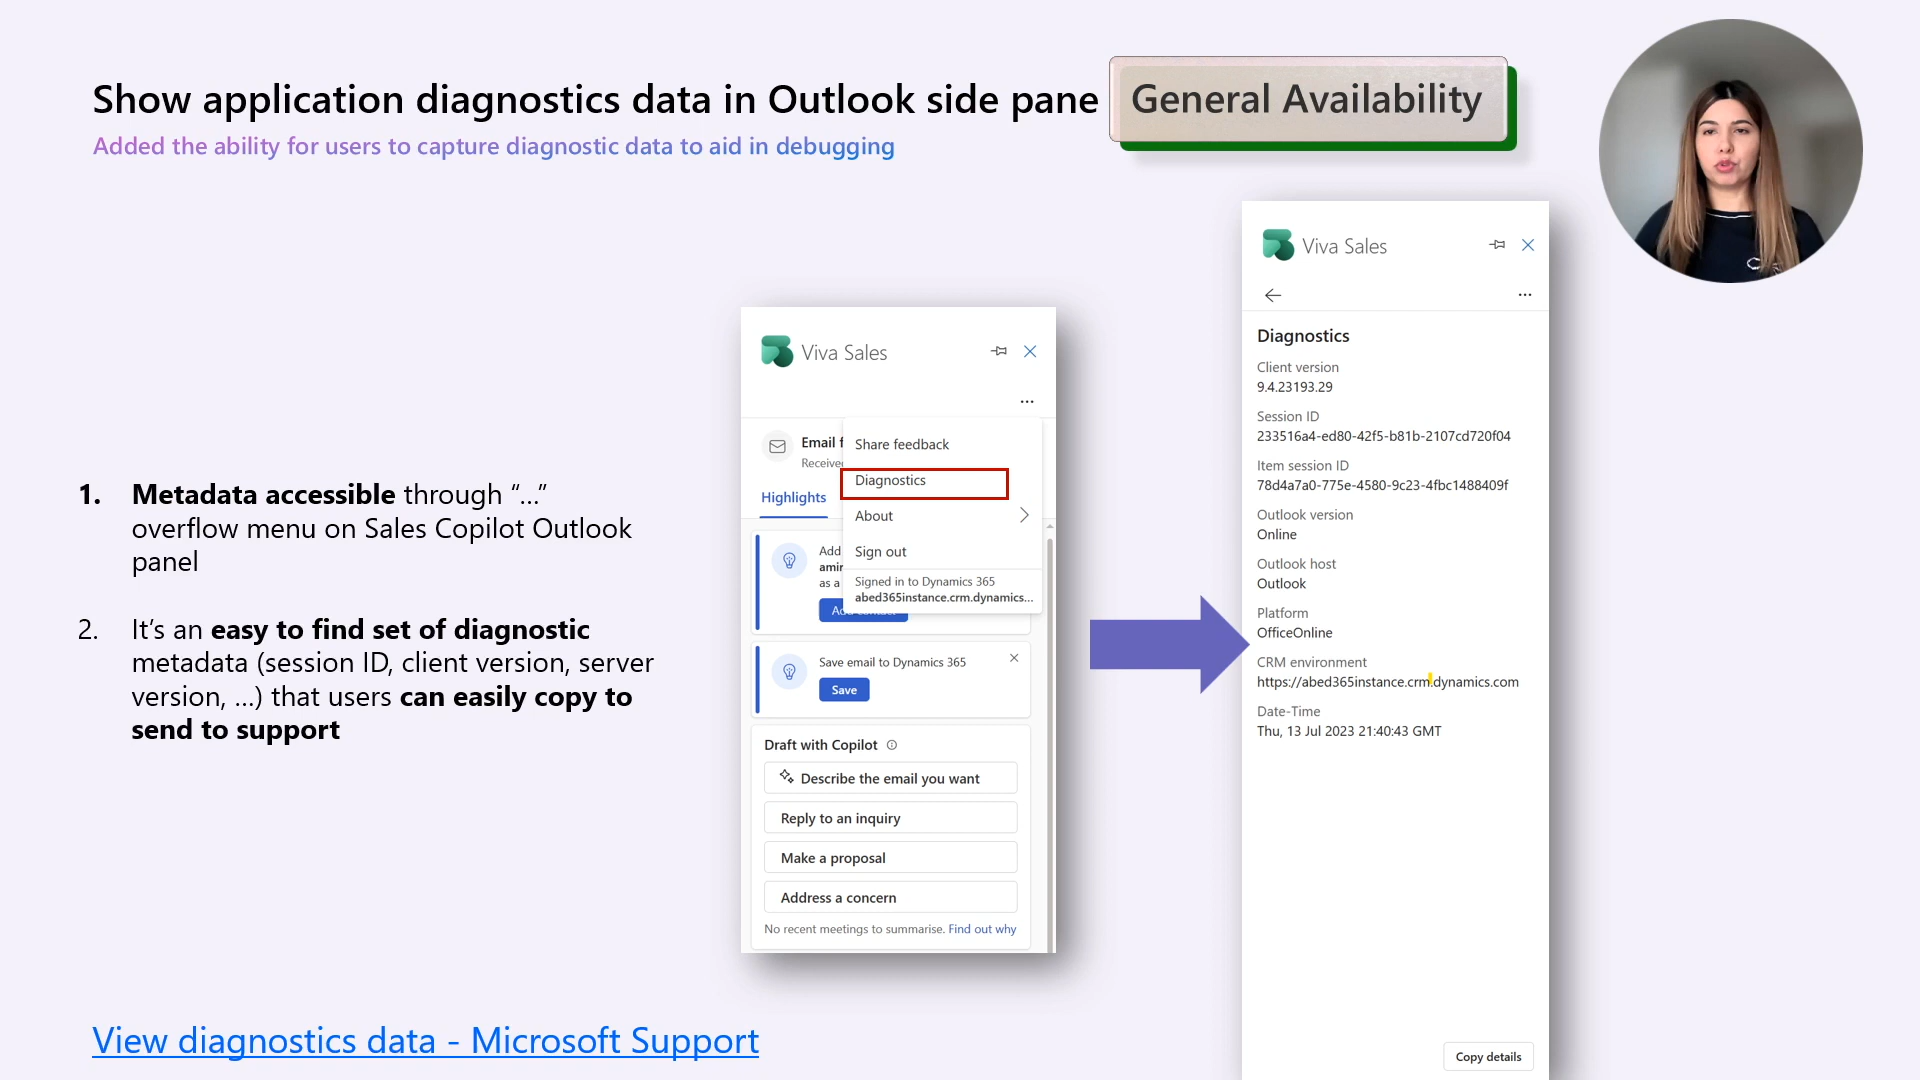 Show application diagnostics data in Outlook side pane
General Availability
Added the ability for users to capture diagnostic data to aid in debugging
1. Metadata accessible through “…”
overflow menu on Sales Copilot Outlook
panel
2. It’s an easy to find set of diagnostic
metadata (session ID, client version, server
version, …) that users can easily copy to
send to support
View diagnostics data - Microsoft Support
Viva Sales
Email f
Received
Highlights
Share feedback
Diagnostics
About
Sign out
Signed in to Dynamics 365
abed365instance.crm.dynamics...
Add
amir
as a
Add contact
Save email to Dynamics 365
Save
Draft with Copilot
Describe the email you want
Reply to an inquiry
Make a proposal
Address a concern
No recent meetings to summarise. Find out why
Viva Sales
Diagnostics
Client version
9.4.23193.29
Session ID
233516a4-ed80-42f5-b81b-2107cd720f04
Item session ID
78d4a7a0-775e-4580-9c23-4fbc1488409f
Outlook version
Online
Outlook host
Outlook
Platform
OfficeOnline
CRM environment
https://abed365instance.crm.dynamics.com
Date-Time
Thu, 13 Jul 2023 21:40:43 GMT
Copy details